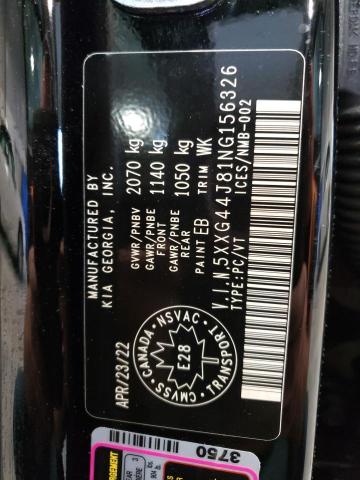 MANUFACTURED BY
KIA GEORGIA, INC.
GVWR/PNBV 2070 kg
GAWR/PNBE 1140 kg
FRONT
GAWR/PNBE 1050 kg
REAR
PAINT EB TRIM WK
V.I.N 5XXG44J81NG156326
TYPE:PC/VT ICES/NMB-002
APR/23/22
CANADA · NSVAC
E28
CMVSS · TRANSPORT
3750